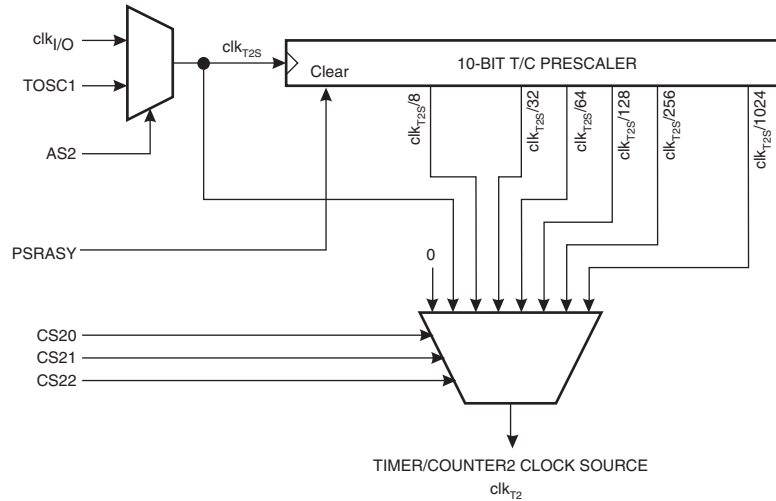 clkI/O
TOSC1
AS2
PSRASY
clkT2S
Clear
10-BIT T/C PRESCALER
clkT2S/8
clkT2S/32
clkT2S/64
clkT2S/128
clkT2S/256
clkT2S/1024
0
CS20
CS21
CS22
TIMER/COUNTER2 CLOCK SOURCE
clkT2